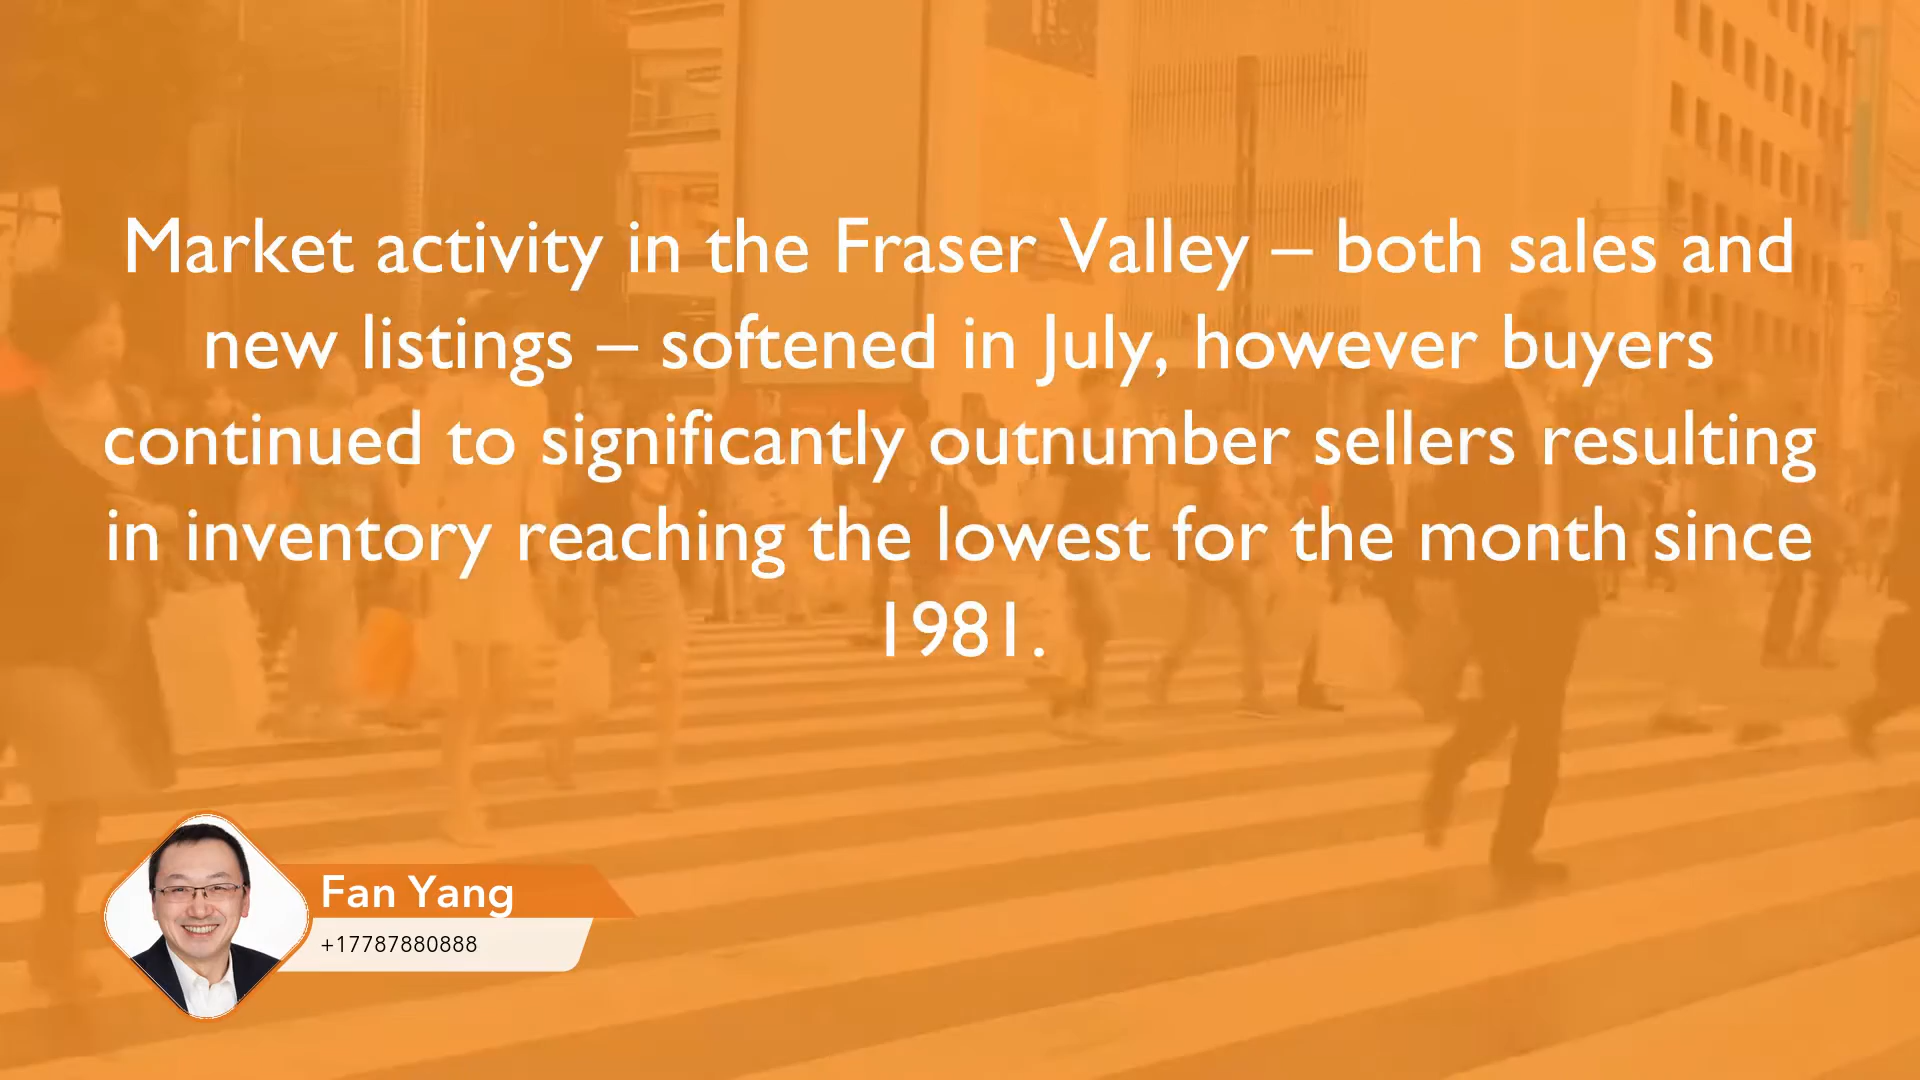 Market activity in the Fraser Valley – both sales and
new listings – softened in July, however buyers
continued to significantly outnumber sellers resulting
in inventory reaching the lowest for the month since
1981.
Fan Yang
+17787880888